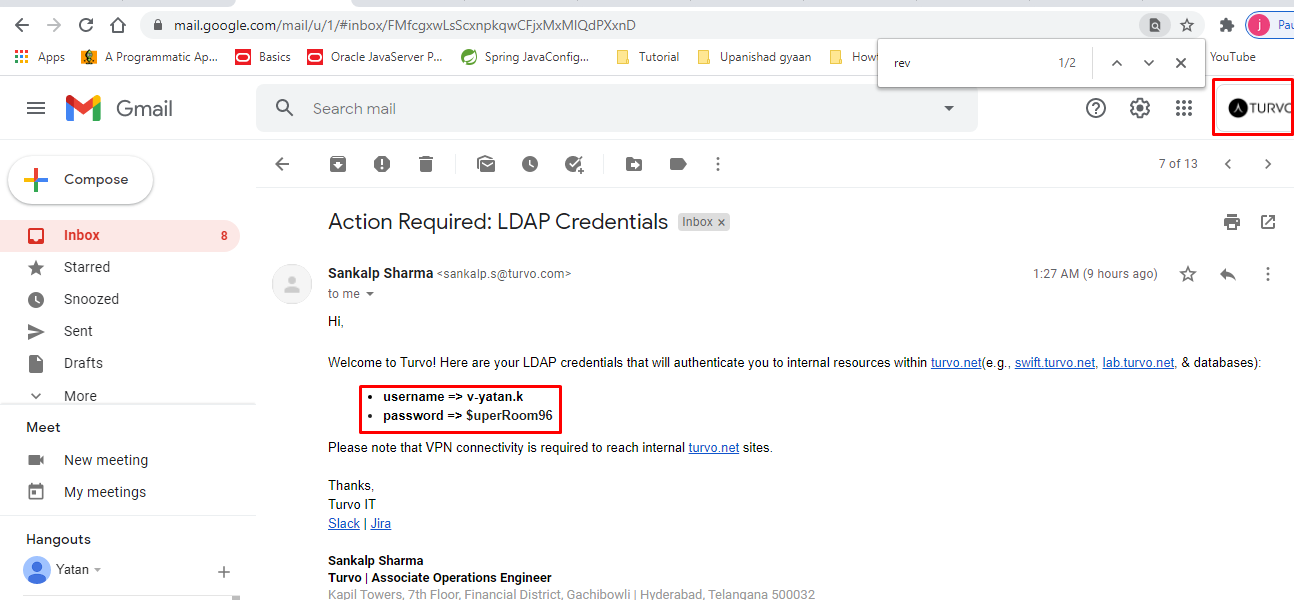 mail.google.com/mail/u/1/#inbox/FMfcgxwLsScxnpkqwCFjxMxMlQdPXxnD
j Pau
Apps
A Programmatic Ap...
Basics
Oracle JavaServer P...
Spring JavaConfig...
Tutorial
Upanishad gyaan
How
YouTube
rev 1/2
Gmail
Search mail
TURVO
Compose
7 of 13
Action Required: LDAP Credentials
Inbox ×
Inbox 8
Starred
Snoozed
Sent
Drafts
More
Meet
New meeting
My meetings
Hangouts
Yatan
Sankalp Sharma <sankalp.s@turvo.com>
1:27 AM (9 hours ago)
to me
Hi,
Welcome to Turvo! Here are your LDAP credentials that will authenticate you to internal resources within turvo.net(e.g., swift.turvo.net, lab.turvo.net, & databases):
• username => v-yatan.k
• password => $uperRoom96
Please note that VPN connectivity is required to reach internal turvo.net sites.
Thanks,
Turvo IT
Slack | Jira
Sankalp Sharma
Turvo | Associate Operations Engineer
Kapil Towers, 7th Floor, Financial District, Gachibowli | Hyderabad, Telangana 500032